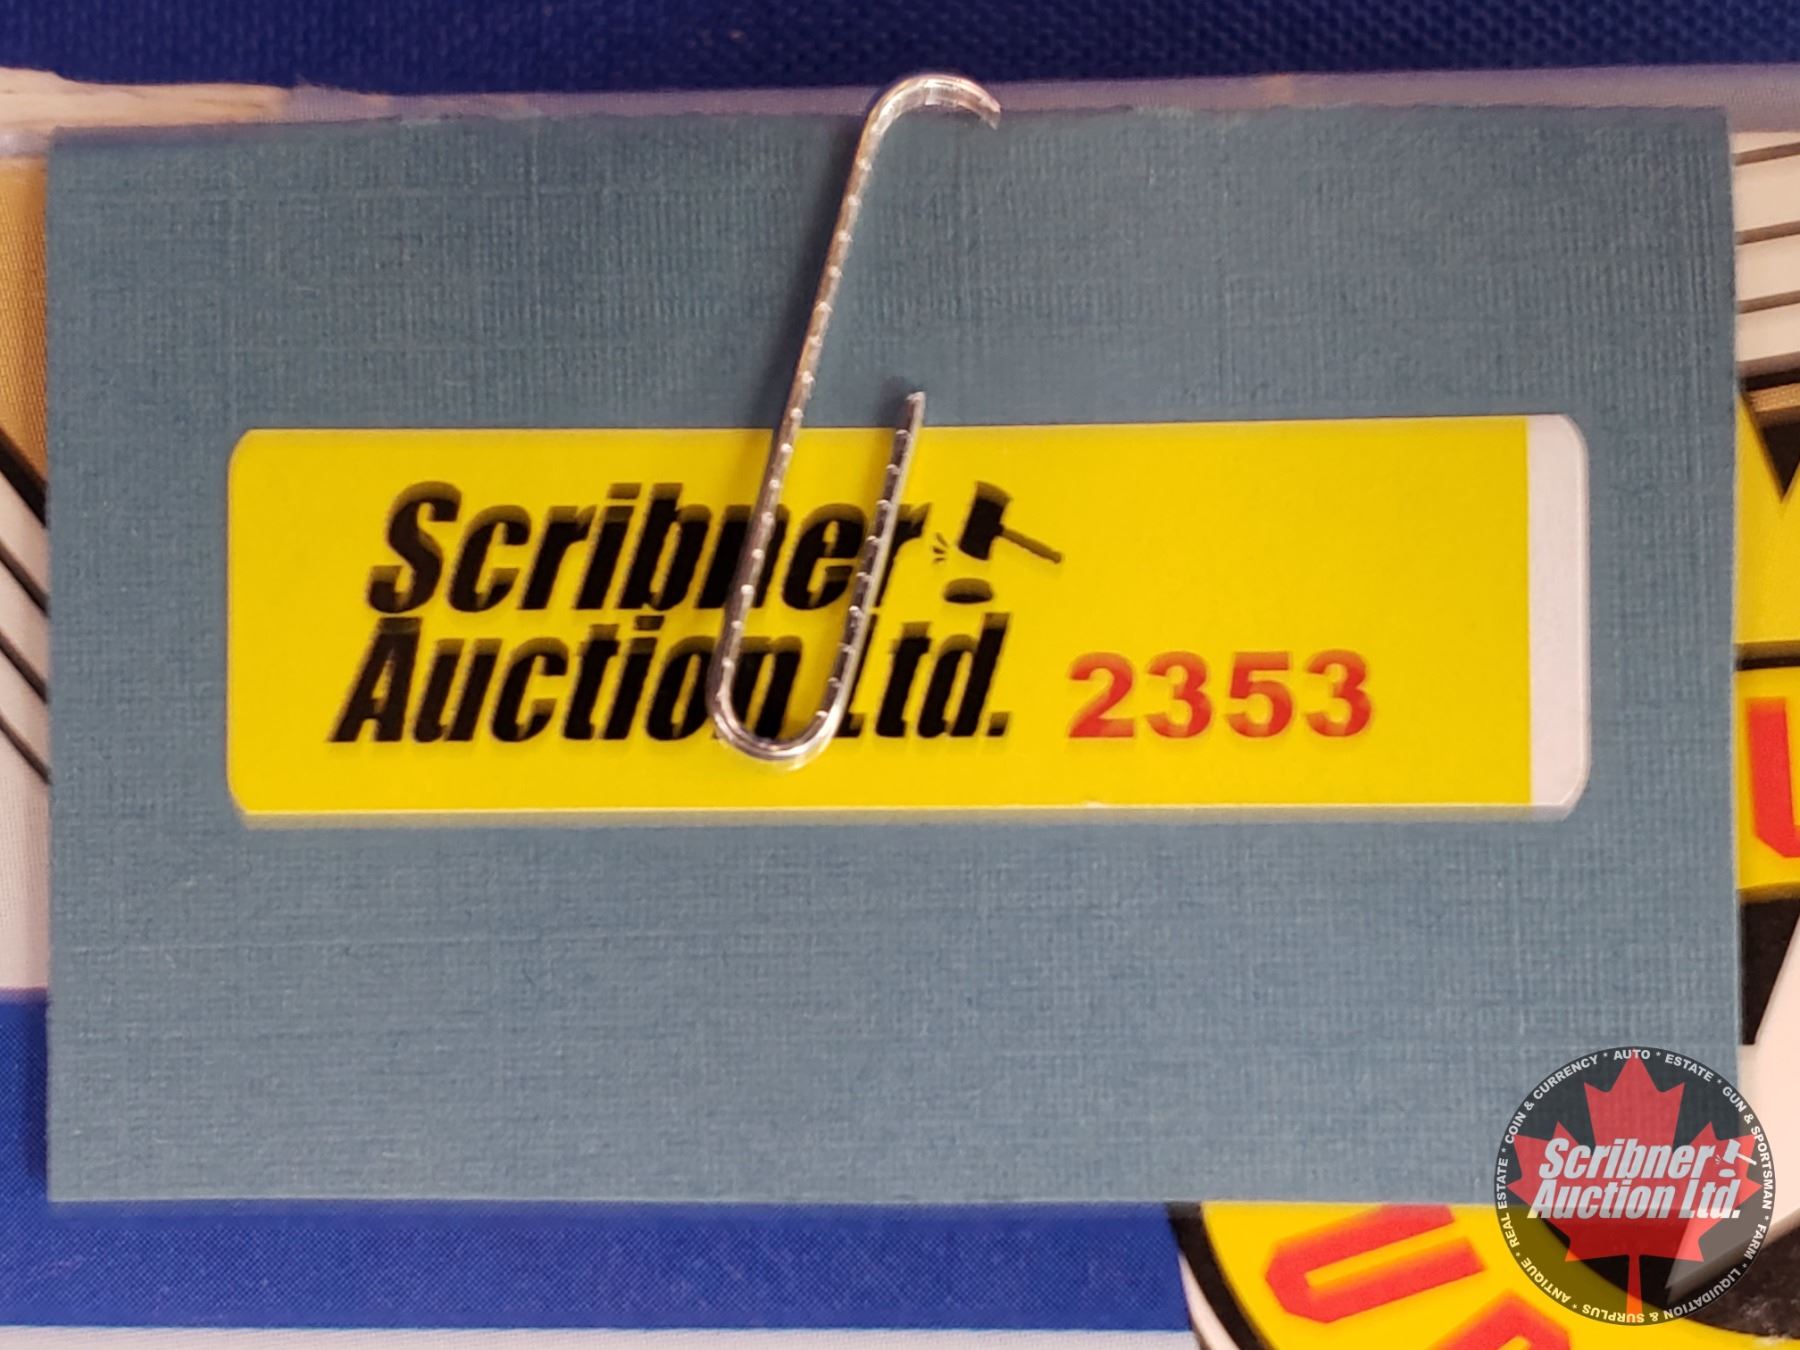 Scribner
Auction Ltd. 2353
COIN & CURRENCY * AUTO * ESTATE * GUN & SPORTSMAN * FARM * LIQUIDATION & SURPLUS * ANTIQUE * REAL ESTATE *
Scribner
Auction Ltd.